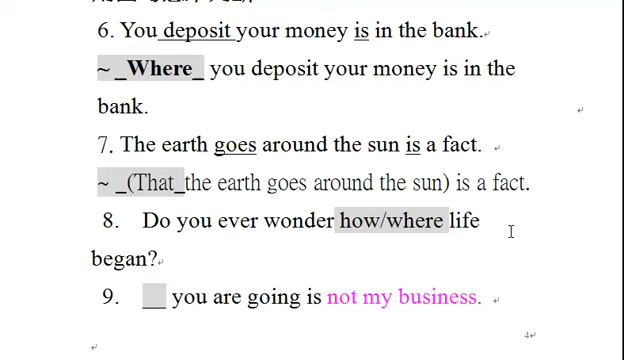 6. You deposit your money is in the bank.
~ _Where_ you deposit your money is in the
bank.
7. The earth goes around the sun is a fact.
~ _(That_the earth goes around the sun) is a fact.
8. Do you ever wonder how/where life
began?
9. __ you are going is not my business.
4